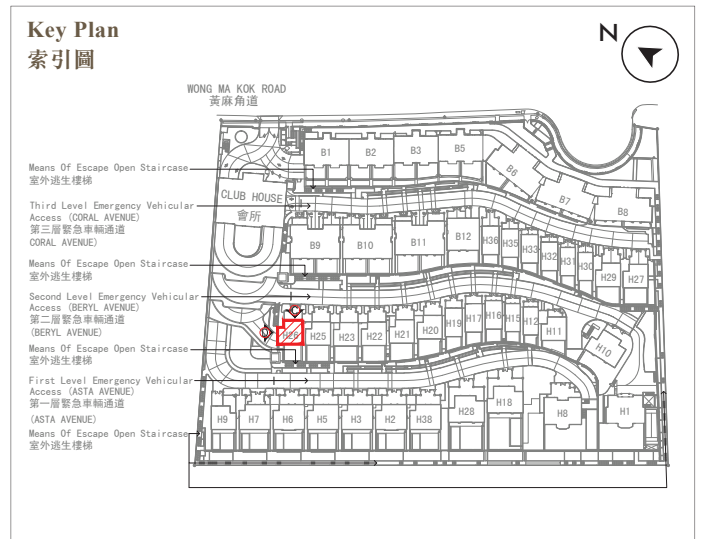 Key Plan
索引圖
N
WONG MA KOK ROAD
黃麻角道
B1
B2
B3
B5
B6
B7
B8
Means Of Escape Open Staircase
室外逃生樓梯
CLUB HOUSE
會所
Third Level Emergency Vehicular
Access (CORAL AVENUE)
第三層緊急車輛通道
CORAL AVENUE)
B9
B10
B11
B12
H36
H35
H33
H32
H31
H30
H29
H27
Means Of Escape Open Staircase
室外逃生樓梯
Second Level Emergency Vehicular
Access (BERYL AVENUE)
第二層緊急車輛通道
(BERYL AVENUE)
H26
H25
H23
H22
H21
H20
H19
H17
H16
H15
H12
H11
H10
Means Of Escape Open Staircase
室外逃生樓梯
First Level Emergency Vehicular
Access (ASTA AVENUE)
第一層緊急車輛通道
(ASTA AVENUE)
H9
H7
H6
H5
H3
H2
H38
H28
H18
H8
H1
Means Of Escape Open Staircase
室外逃生樓梯